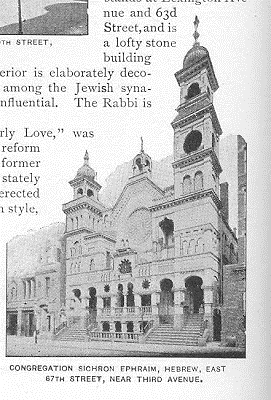 stands at Lexington Ave-
nue and 63d
Street, and is
a lofty stone
building
TH STREET,
erior is elaborately deco-
among the Jewish syna-
nfluential. The Rabbi is
rly Love," was
reform
former
stately
erected
n style,
CONGREGATION SICHRON EPHRAIM, HEBREW, EAST
67TH STREET, NEAR THIRD AVENUE.